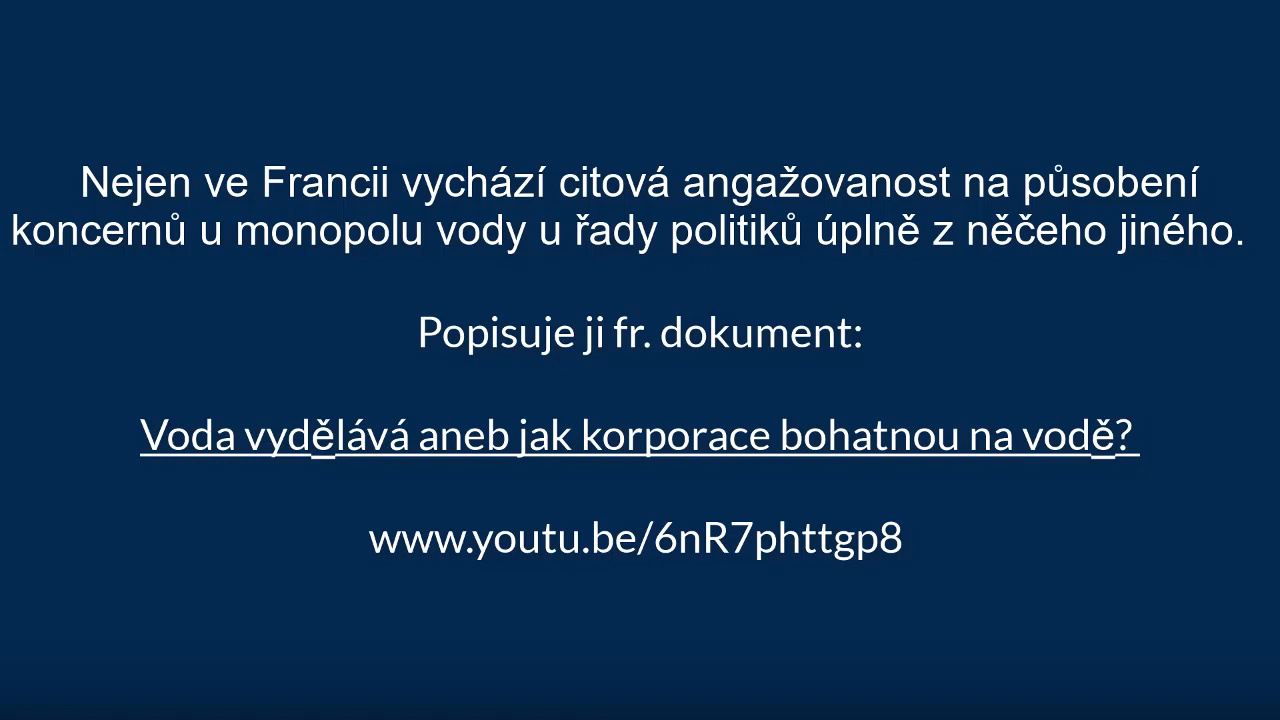 Nejen ve Francii vychází citová angažovanost na působení
koncernů u monopolu vody u řady politiků úplně z něčeho jiného.
Popisuje ji fr. dokument:
Voda vydělává aneb jak korporace bohatnou na vodě?
www.youtu.be/6nR7phttgp8